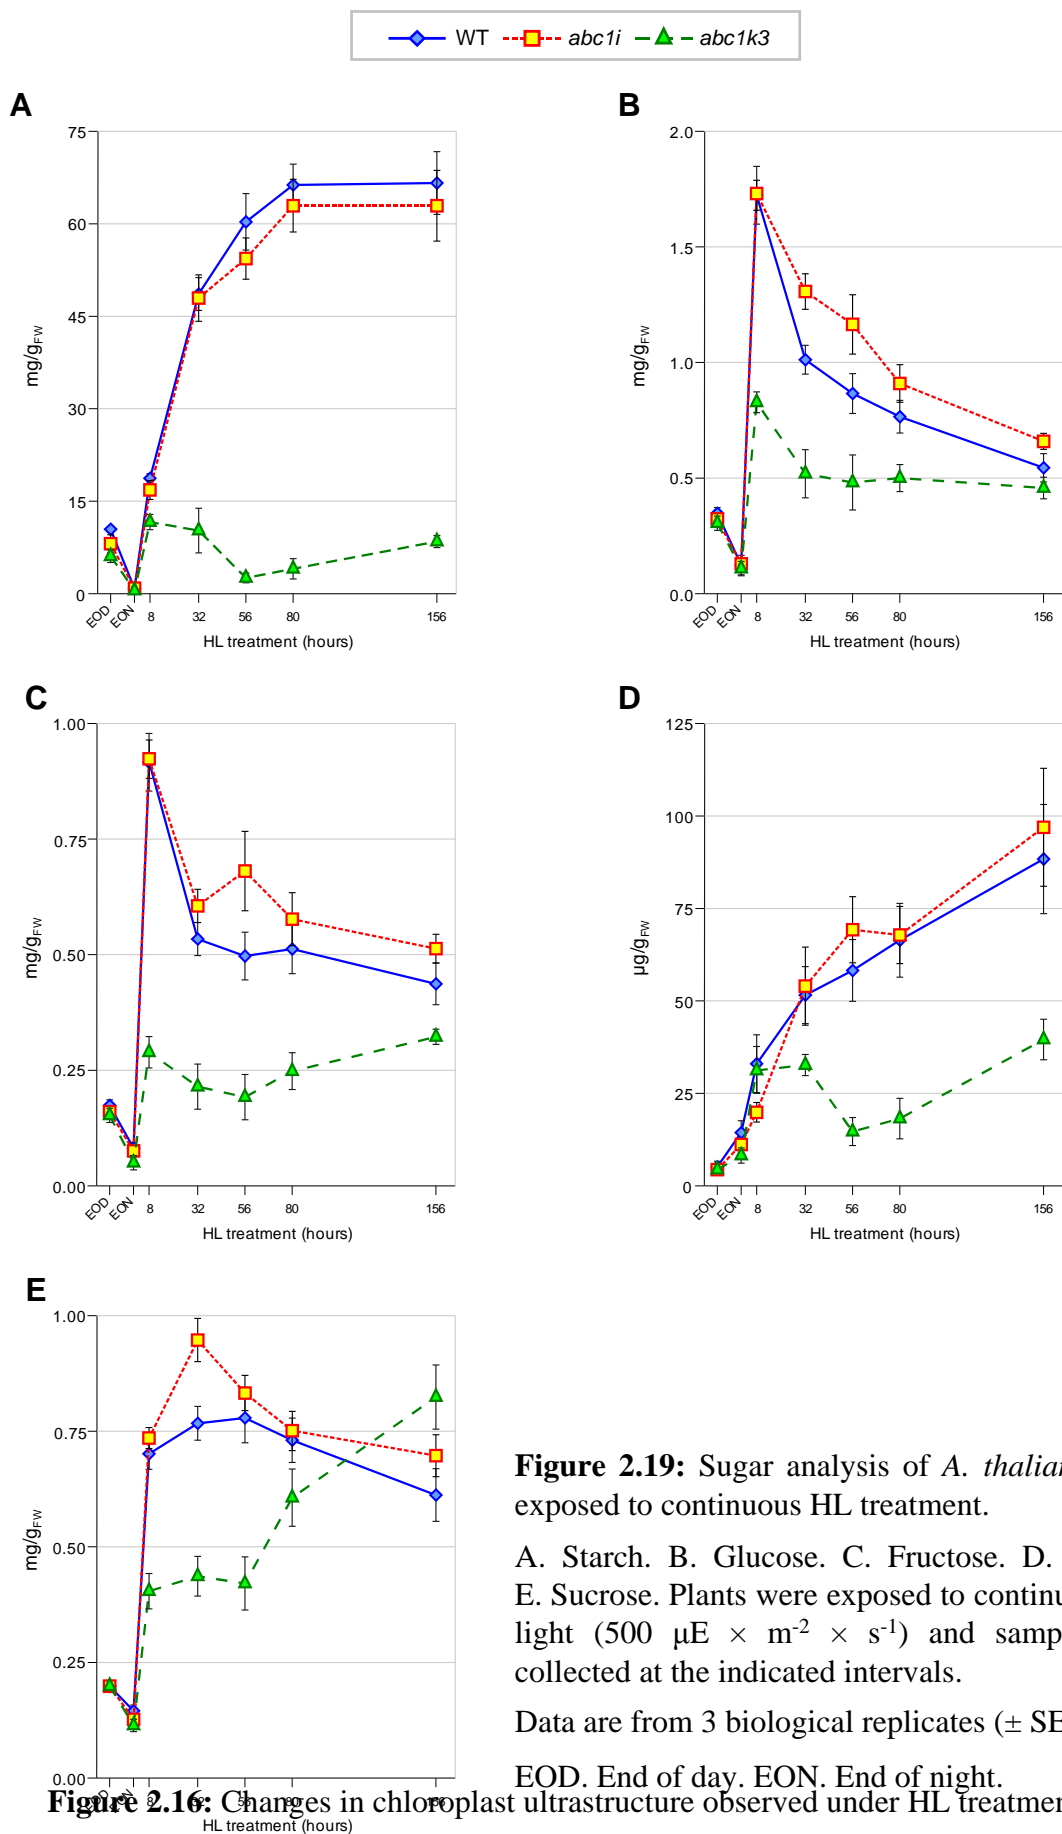 WT abc1i abc1k3
A
75
60
45
30
15
0
mg/gFW
EOD EON 8 32 56 80 156
HL treatment (hours)
B
2.0
1.5
1.0
0.5
0.0
mg/gFW
EOD EON 8 32 56 80 156
HL treatment (hours)
C
1.00
0.75
0.50
0.25
0.00
mg/gFW
EOD EON 8 32 56 80 156
HL treatment (hours)
D
125
100
75
50
25
0
µg/gFW
EOD EON 8 32 56 80 156
HL treatment (hours)
E
1.00
0.75
0.50
0.25
0.00
mg/gFW
HL treatment (hours)
Figure 2.19: Sugar analysis of A. thalian
exposed to continuous HL treatment.
A. Starch. B. Glucose. C. Fructose. D.
E. Sucrose. Plants were exposed to continu
light (500 µE × m-2 × s-1) and samp
collected at the indicated intervals.
Data are from 3 biological replicates (± SE
EOD. End of day. EON. End of night.
Figure 2.16: Changes in chloroplast ultrastructure observed under HL treatmen